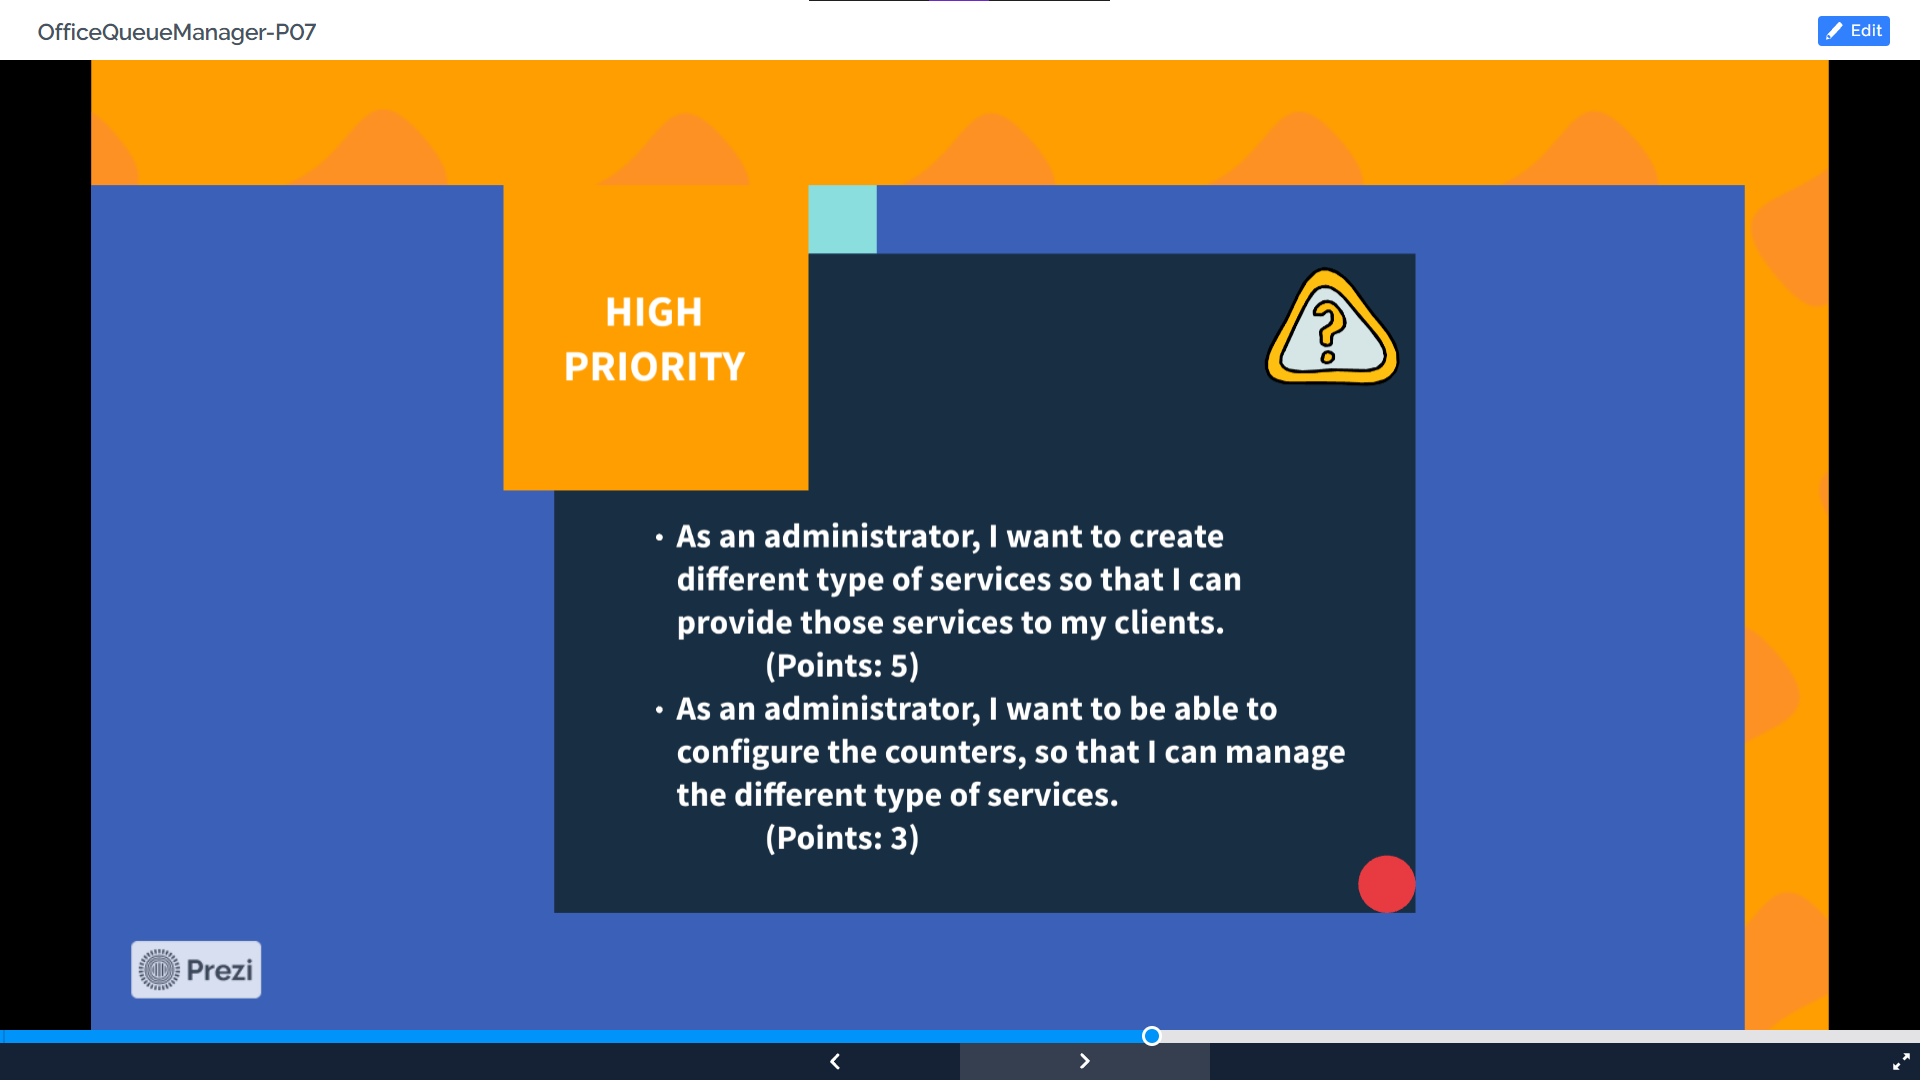 OfficeQueueManager-P07
Edit
HIGH
PRIORITY
?
• As an administrator, I want to create
different type of services so that I can
provide those services to my clients.
(Points: 5)
• As an administrator, I want to be able to
configure the counters, so that I can manage
the different type of services.
(Points: 3)
Prezi